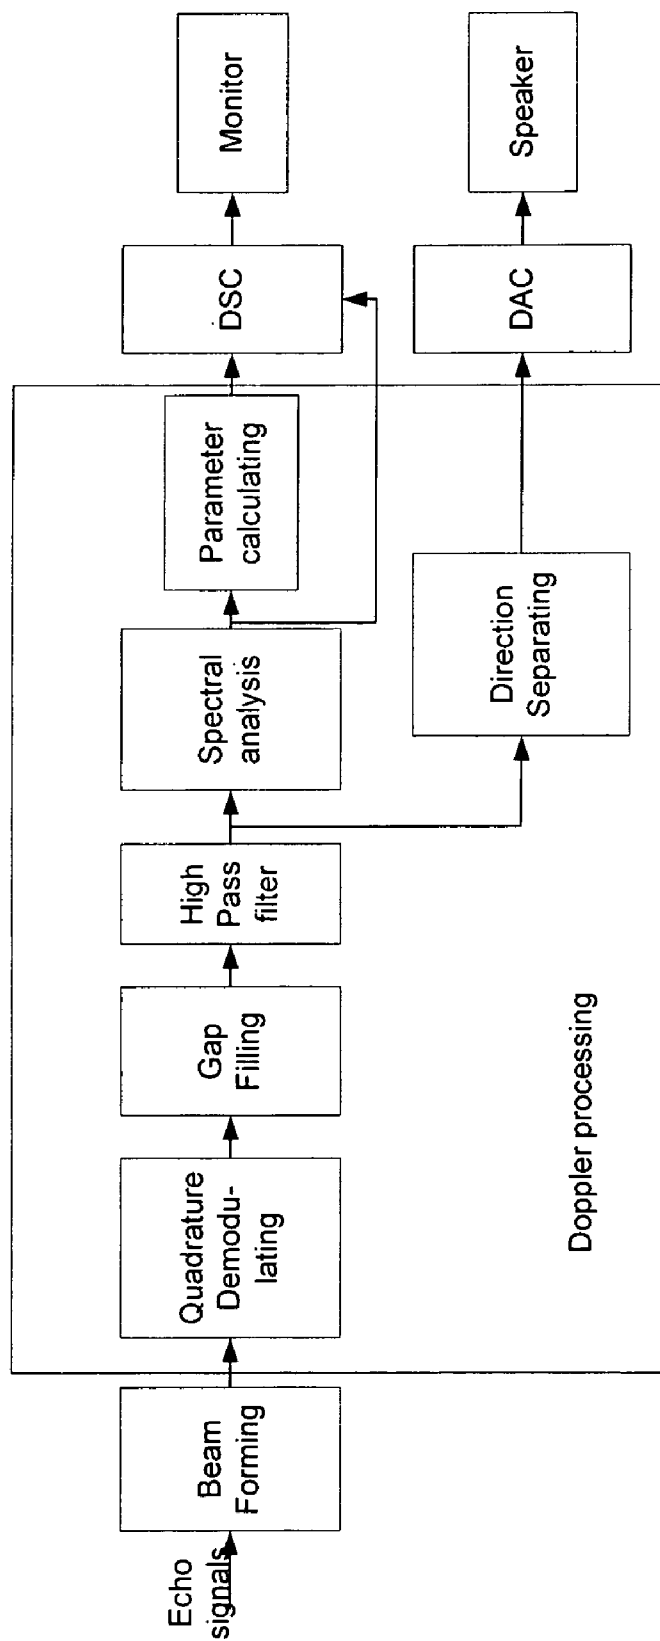 Echo
signals
Beam
Forming
Quadrature
Demodu-
lating
Gap
Filling
High
Pass
filter
Spectral
analysis
Parameter
calculating
DSC
Monitor
Direction
Separating
DAC
Speaker
Doppler processing